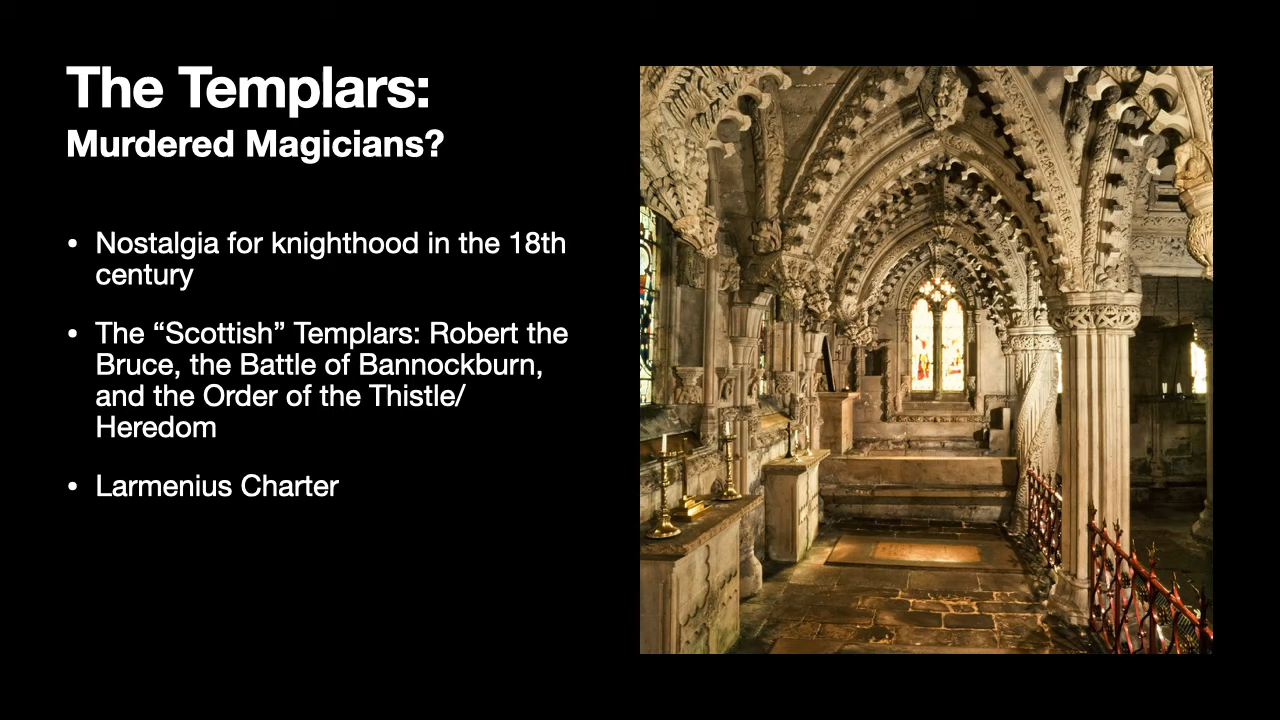 The Templars:
Murdered Magicians?
• Nostalgia for knighthood in the 18th
century
• The “Scottish” Templars: Robert the
Bruce, the Battle of Bannockburn,
and the Order of the Thistle/
Heredom
• Larmenius Charter